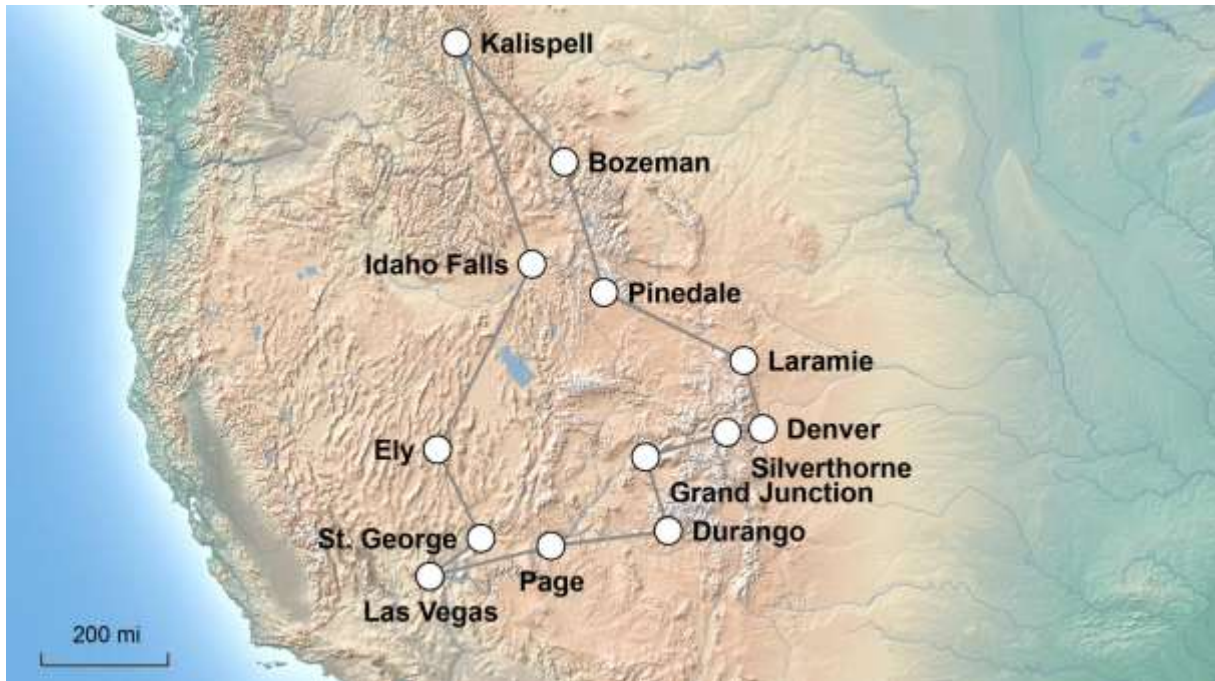 Kalispell
Bozeman
Idaho Falls
Pinedale
Laramie
Denver
Ely
Silverthorne
Grand Junction
St. George
Durango
Page
Las Vegas
200 mi